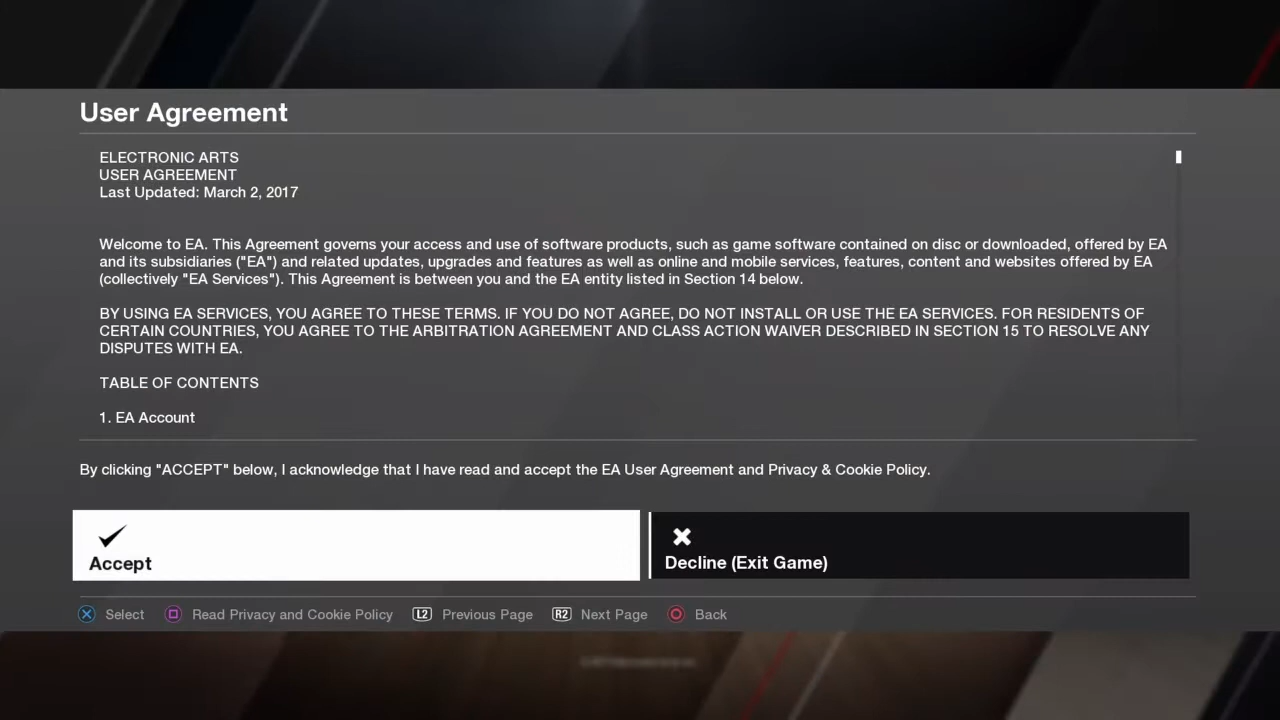 User Agreement
ELECTRONIC ARTS
USER AGREEMENT
Last Updated: March 2, 2017
Welcome to EA. This Agreement governs your access and use of software products, such as game software contained on disc or downloaded, offered by EA
and its subsidiaries ("EA") and related updates, upgrades and features as well as online and mobile services, features, content and websites offered by EA
(collectively "EA Services"). This Agreement is between you and the EA entity listed in Section 14 below.
BY USING EA SERVICES, YOU AGREE TO THESE TERMS. IF YOU DO NOT AGREE, DO NOT INSTALL OR USE THE EA SERVICES. FOR RESIDENTS OF
CERTAIN COUNTRIES, YOU AGREE TO THE ARBITRATION AGREEMENT AND CLASS ACTION WAIVER DESCRIBED IN SECTION 15 TO RESOLVE ANY
DISPUTES WITH EA.
TABLE OF CONTENTS
1. EA Account
By clicking "ACCEPT" below, I acknowledge that I have read and accept the EA User Agreement and Privacy & Cookie Policy.
Accept
Decline (Exit Game)
Select Read Privacy and Cookie Policy L2 Previous Page R2 Next Page Back